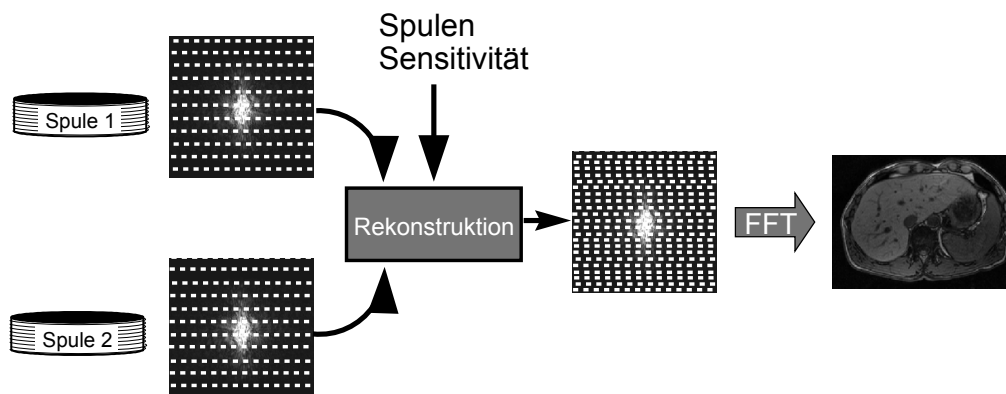 Spulen
Sensitivität
Spule 1
Rekonstruktion
FFT
Spule 2